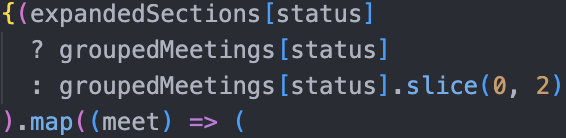 {(expandedSections[status]
? groupedMeetings[status]
: groupedMeetings[status].slice(0, 2)
).map((meet) => (